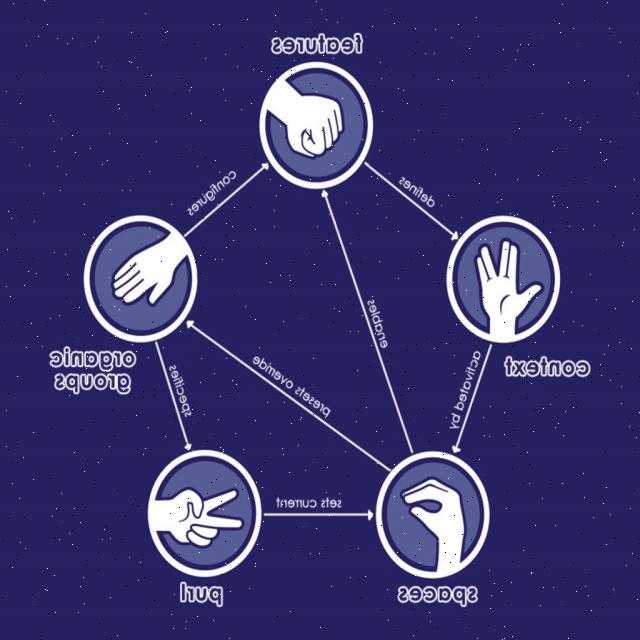 features
configures
defines
organic
groups
context
enables
presets override
specifies
activated by
sets current
purl
spaces